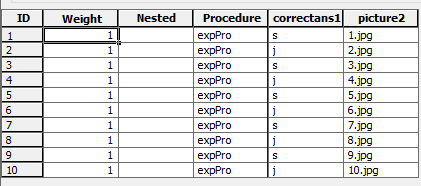 ID Weight Nested Procedure correctans1 picture2
1 1 expPro s 1.jpg
2 1 expPro j 2.jpg
3 1 expPro s 3.jpg
4 1 expPro j 4.jpg
5 1 expPro s 5.jpg
6 1 expPro j 6.jpg
7 1 expPro s 7.jpg
8 1 expPro j 8.jpg
9 1 expPro s 9.jpg
10 1 expPro j 10.jpg